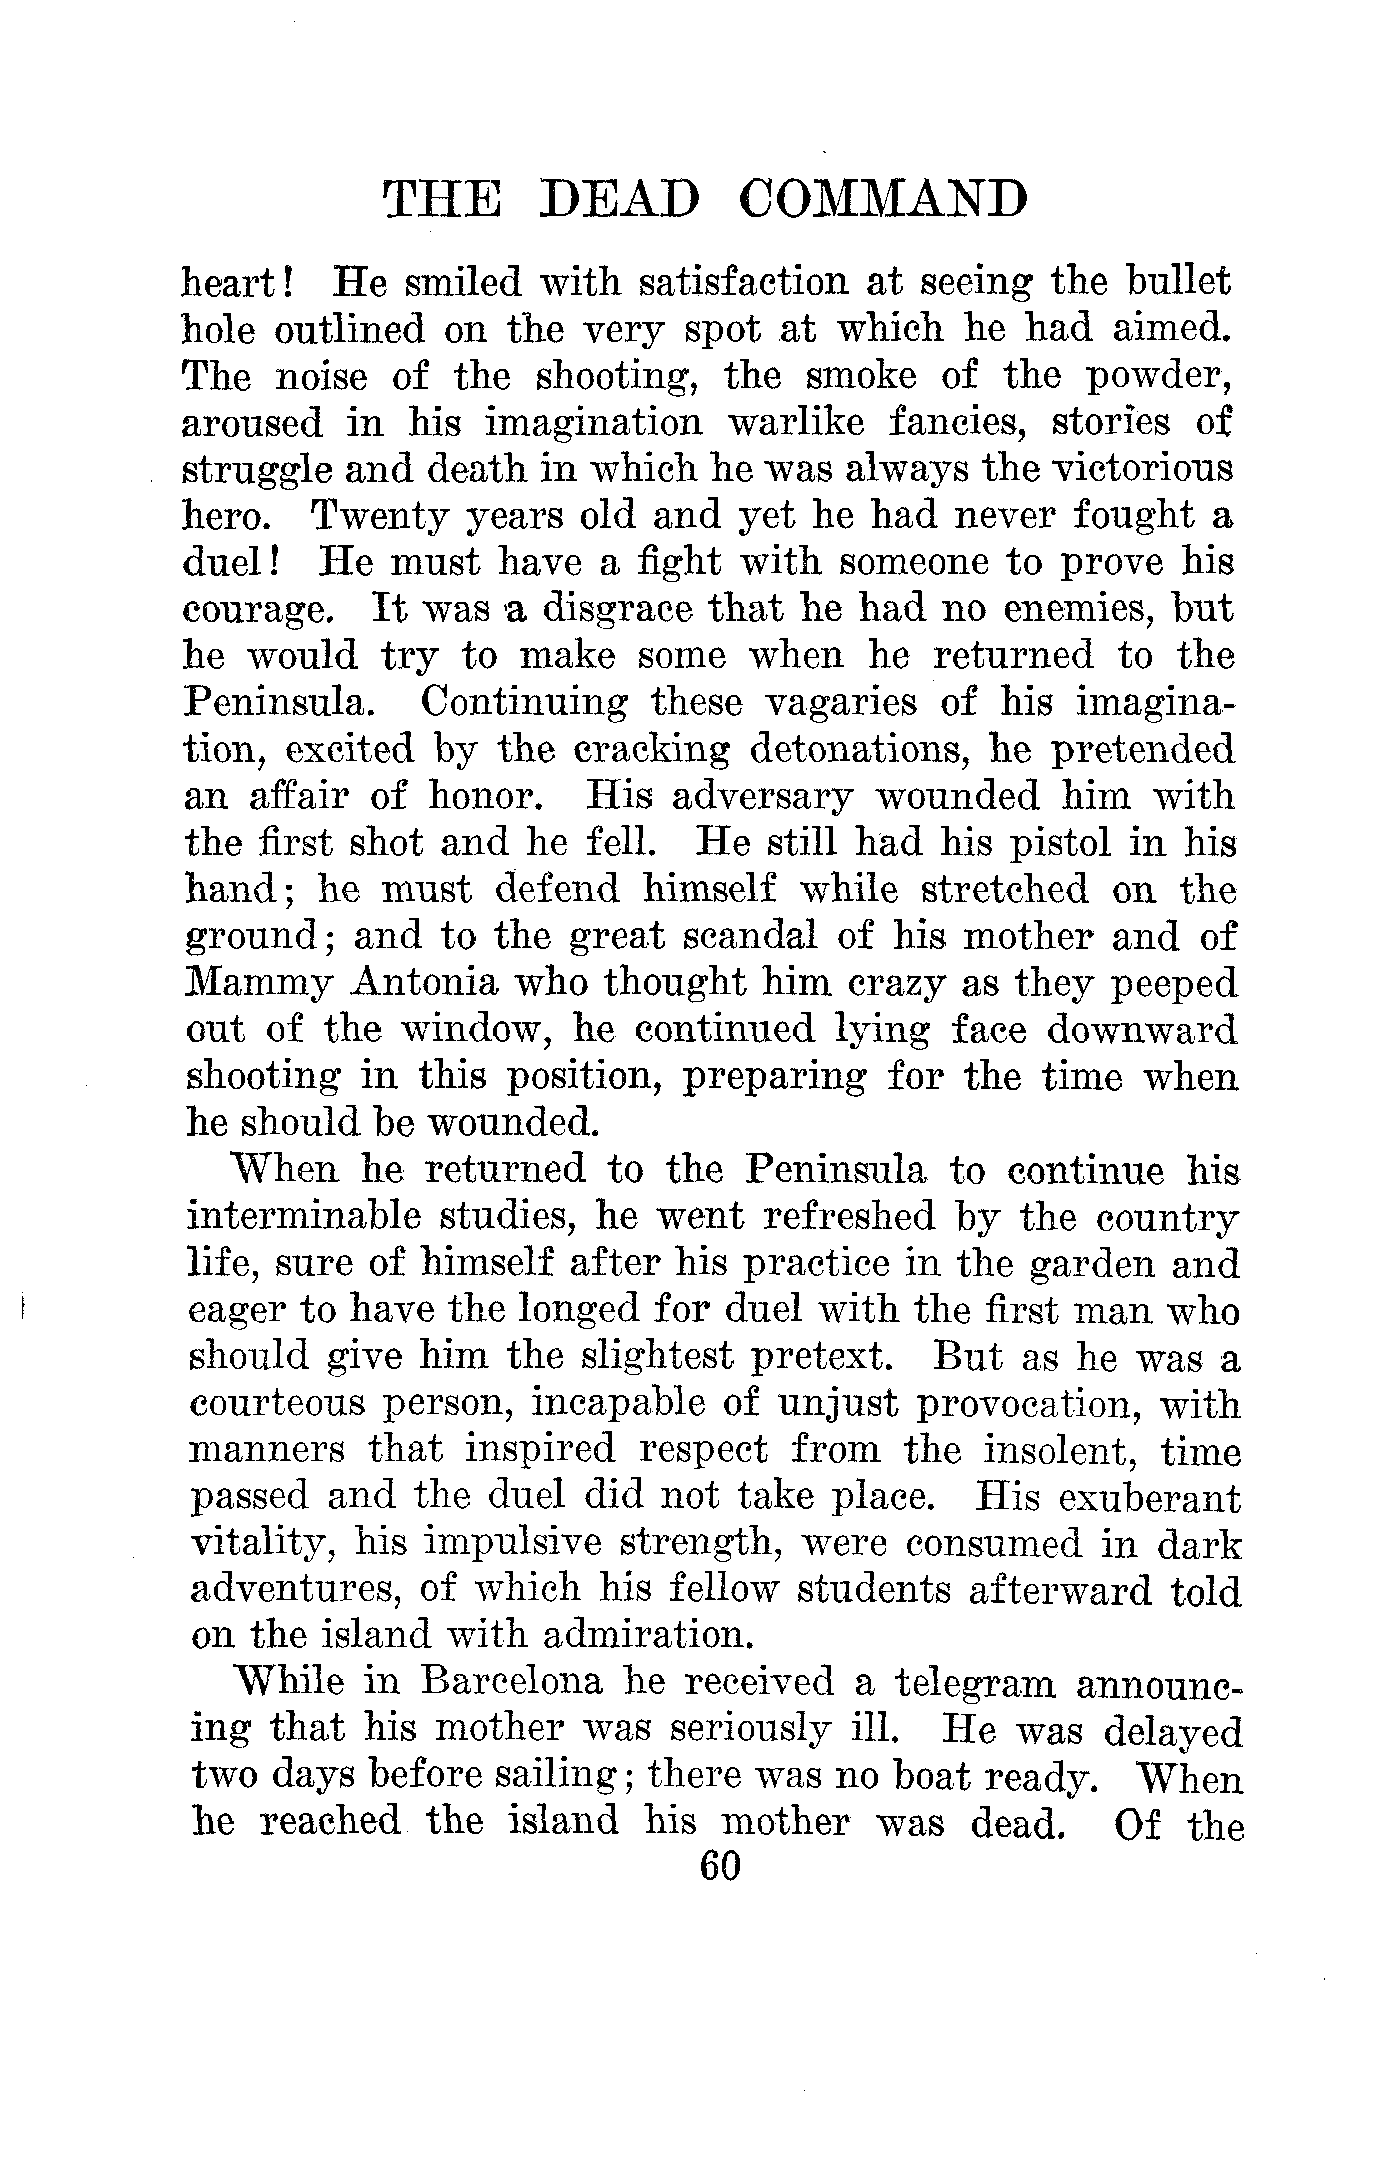 THE DEAD COMMAND
heart! He smiled with satisfaction at seeing the bullet
hole outlined on the very spot at which he had aimed.
The noise of the shooting, the smoke of the powder,
aroused in his imagination warlike fancies, stories of
struggle and death in which he was always the victorious
hero. Twenty years old and yet he had never fought a
duel! He must have a fight with someone to prove his
courage. It was a disgrace that he had no enemies, but
he would try to make some when he returned to the
Peninsula. Continuing these vagaries of his imagina-
tion, excited by the cracking detonations, he pretended
an affair of honor. His adversary wounded him with
the first shot and he fell. He still had his pistol in his
hand; he must defend himself while stretched on the
ground; and to the great scandal of his mother and of
Mammy Antonia who thought him crazy as they peeped
out of the window, he continued lying face downward
shooting in this position, preparing for the time when
he should be wounded.
When he returned to the Peninsula to continue his
interminable studies, he went refreshed by the country
life, sure of himself after his practice in the garden and
eager to have the longed for duel with the first man who
should give him the slightest pretext. But as he was a
courteous person, incapable of unjust provocation, with
manners that inspired respect from the insolent, time
passed and the duel did not take place. His exuberant
vitality, his impulsive strength, were consumed in dark
adventures, of which his fellow students afterward told
on the island with admiration.
While in Barcelona he received a telegram announc-
ing that his mother was seriously ill. He was delayed
two days before sailing; there was no boat ready. When
he reached the island his mother was dead. Of the
60